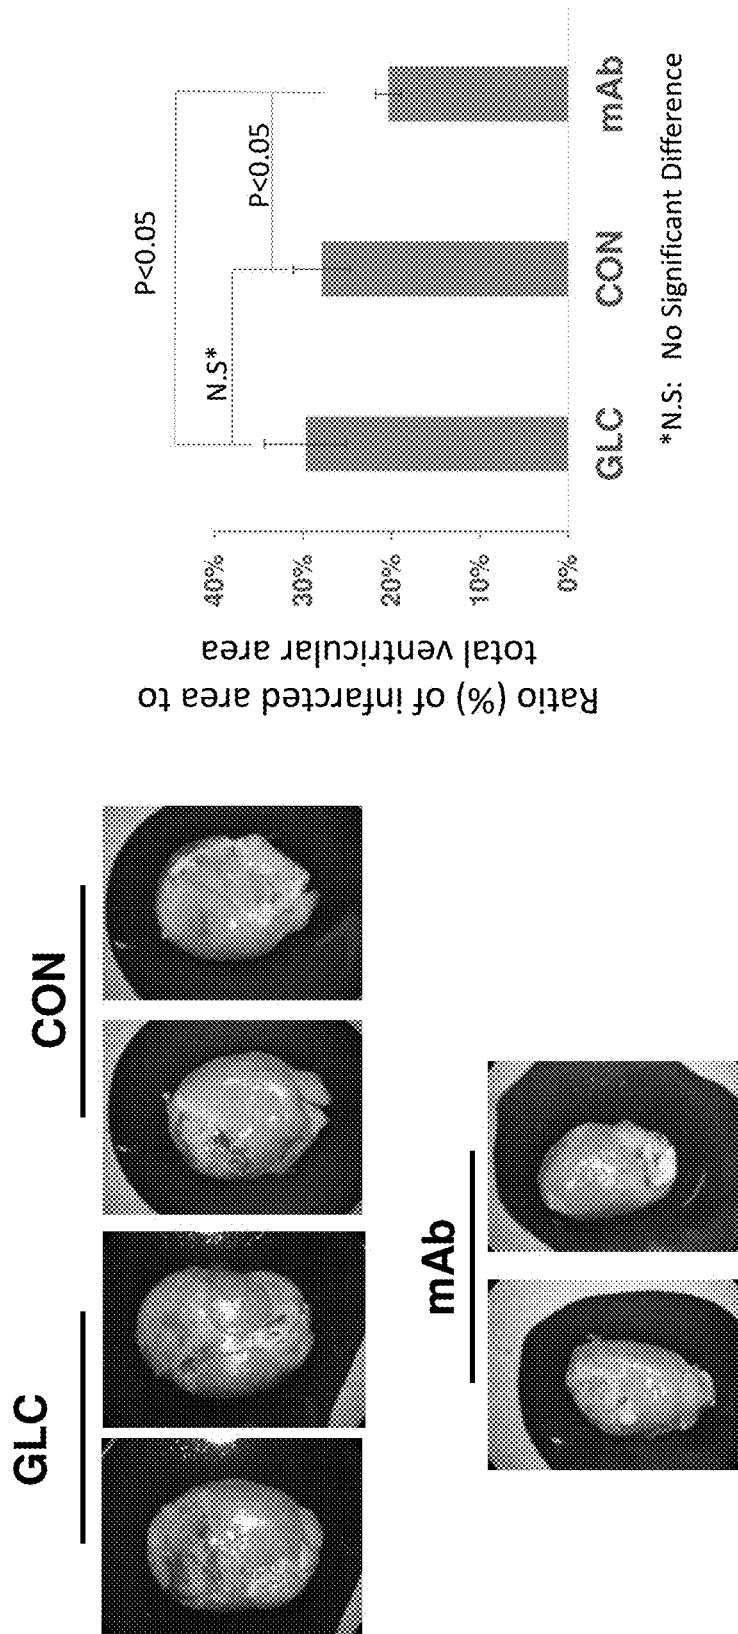 GLC
CON
mAb
Ratio (%) of infarcted area to
total ventricular area
40%
30%
20%
10%
0%
P<0.05
P<0.05
N.S*
GLC
CON
mAb
*N.S: No Significant Difference